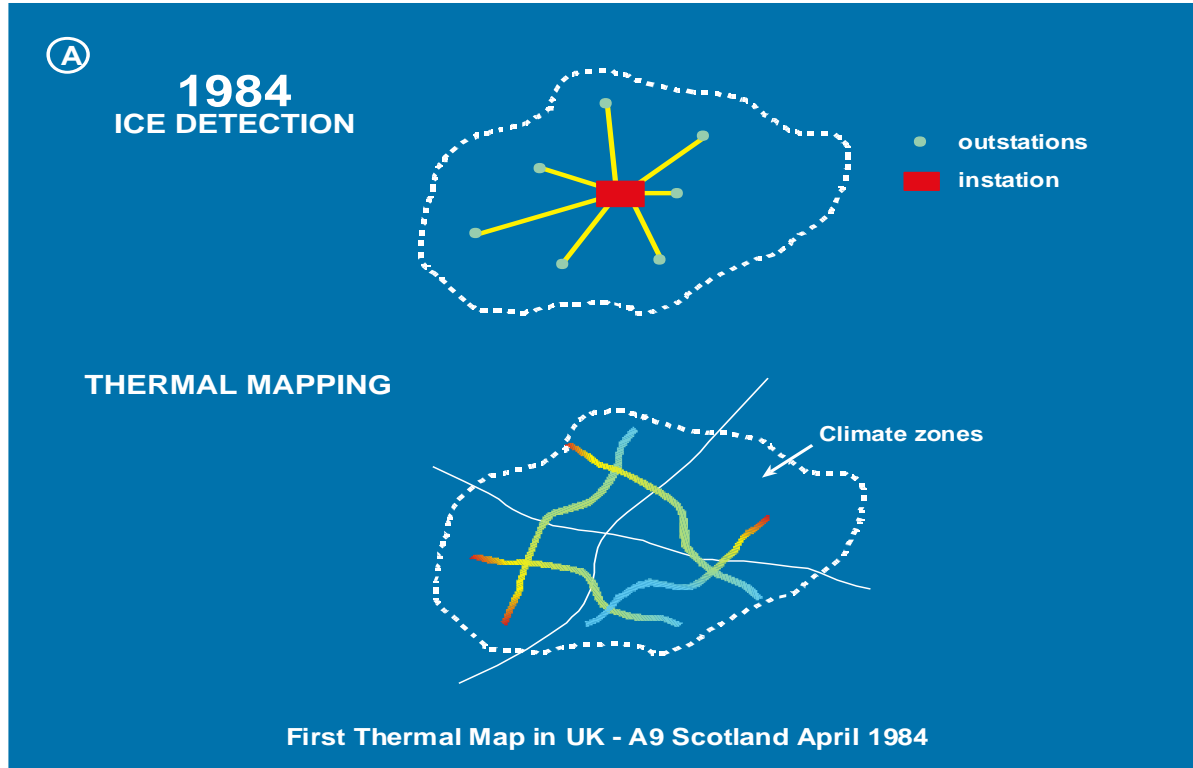 A
1984
ICE DETECTION
outstations
instation
THERMAL MAPPING
Climate zones
First Thermal Map in UK - A9 Scotland April 1984